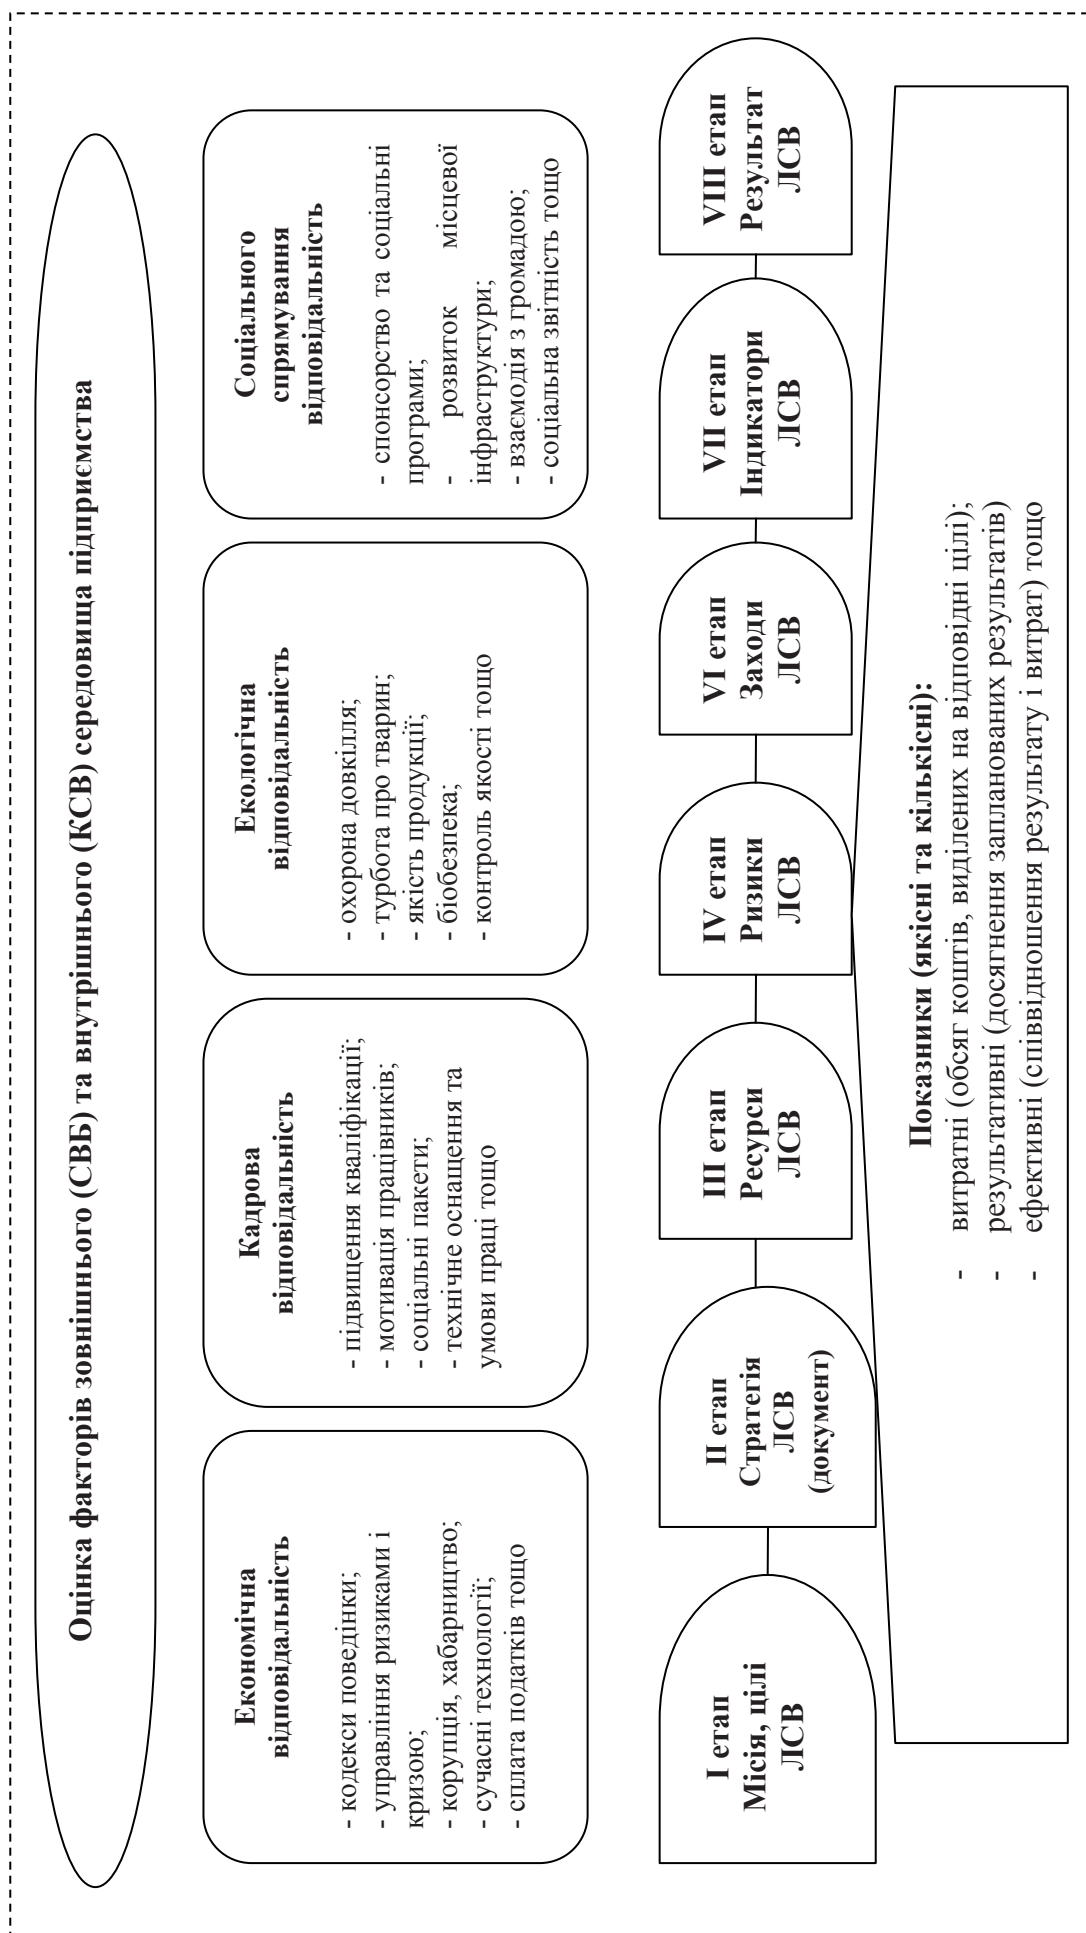 Оцінка факторів зовнішнього (СВБ) та внутрішнього (КСВ) середовища підприємства
Економічна
відповідальність
- кодекси поведінки;
- управління ризиками і
кризою;
- корупція, хабарництво;
- сучасні технології;
- сплата податків тощо
Кадрова
відповідальність
- підвищення кваліфікації;
- мотивація працівників;
- соціальні пакети;
- технічне оснащення та
умови праці тощо
Екологічна
відповідальність
- охорона довкілля;
- турбота про тварин;
- якість продукції;
- біобезпека;
- контроль якості тощо
Соціального
спрямування
відповідальність
- спонсорство та соціальні
програми;
- розвиток місцевої
інфраструктури;
- взаємодія з громадою;
- соціальна звітність тощо
I етап
Місія, цілі
ЛСВ
II етап
Стратегія
ЛСВ
(документ)
III етап
Ресурси
ЛСВ
IV етап
Ризики
ЛСВ
VI етап
Заходи
ЛСВ
VII етап
Індикатори
ЛСВ
VIII етап
Результат
ЛСВ
Показники (якісні та кількісні):
- витратні (обсяг коштів, виділених на відповідні цілі);
- результативні (досягнення запланованих результатів)
- ефективні (співвідношення результату і витрат) тощо